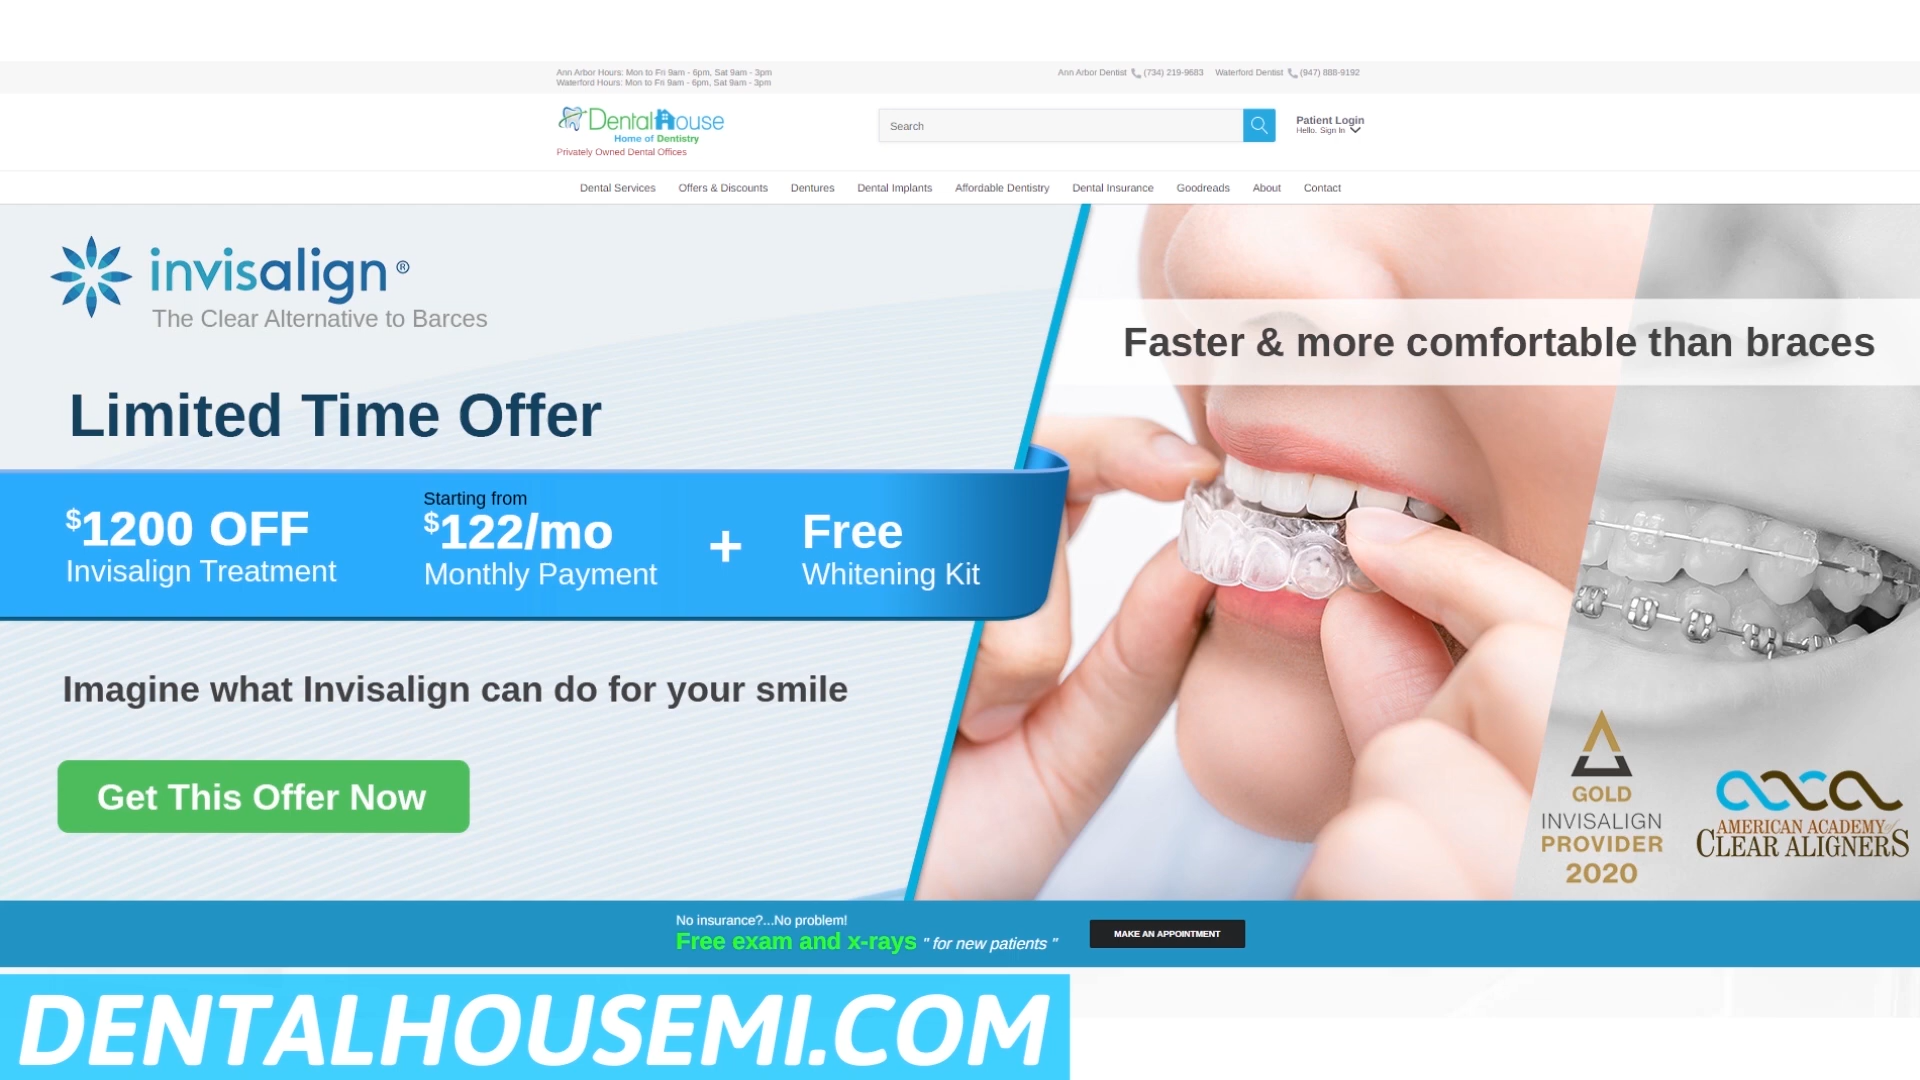 Ann Arbor Hours: Mon to Fri 9am - 6pm, Sat 9am - 3pm
Waterford Hours: Mon to Fri 9am - 6pm, Sat 9am - 3pm
Ann Arbor Dentist (734) 219-9683 Waterford Dentist (947) 888-9192
DentalHouse
Home of Dentistry
Privately Owned Dental Offices
Search
Patient Login
Hello. Sign In
Dental Services Offers & Discounts Dentures Dental Implants Affordable Dentistry Dental Insurance Goodreads About Contact
invisalign®
The Clear Alternative to Barces
Faster & more comfortable than braces
Limited Time Offer
$1200 OFF
Invisalign Treatment
Starting from
$122/mo
Monthly Payment
+
Free
Whitening Kit
Imagine what Invisalign can do for your smile
Get This Offer Now
GOLD
INVISALIGN
PROVIDER
2020
AMERICAN ACADEMY of
CLEAR ALIGNERS
No insurance?...No problem!
Free exam and x-rays " for new patients "
MAKE AN APPOINTMENT
DENTALHOUSEMI.COM